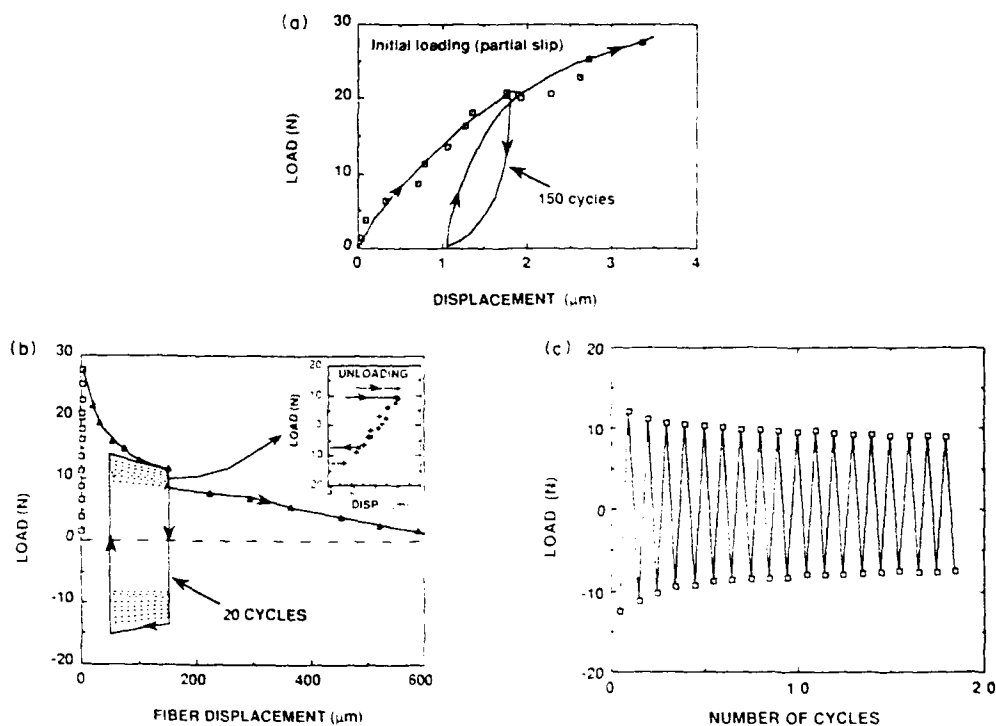 (a)
30
20
10
0
LOAD (N)
Initial loading (partial slip)
150 cycles
0 1 2 3 4
DISPLACEMENT (μm)
(b)
30
20
10
0
-10
-20
LOAD (N)
UNLOADING
LOAD (N)
DISP
20 CYCLES
0 200 400 600
FIBER DISPLACEMENT (μm)
(c)
20
10
0
-10
-20
LOAD (N)
0 10 20
NUMBER OF CYCLES